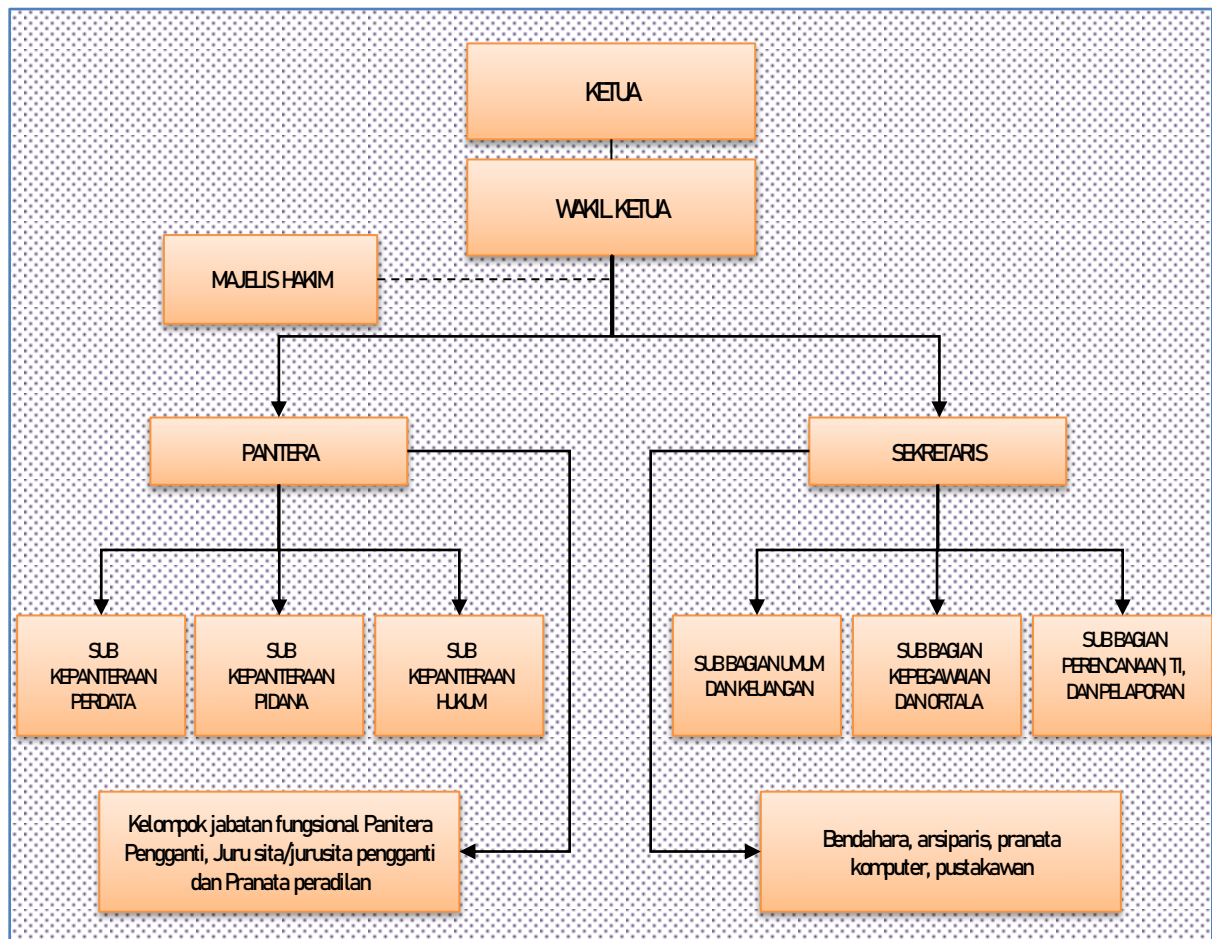 KETUA
WAKIL KETUA
MAJELIS HAKIM
PANITERA
SEKRETARIS
SUB
KEPANTERAAN
PERDATA
SUB
KEPANTERAAN
PIDANA
SUB
KEPANTERAAN
HUKUM
SUB BAGIAN UMUM
DAN KEUANGAN
SUB BAGIAN
KEPEGAWAIAN
DAN ORTALA
SUB BAGIAN
PERENCANAAN, TI,
DAN PELAPORAN
Kelompok jabatan fungsional Panitera
Pengganti, Juru sita/jurusita pengganti
dan Pranata peradilan
Bendahara, arsiparis, pranata
komputer, pustakawan